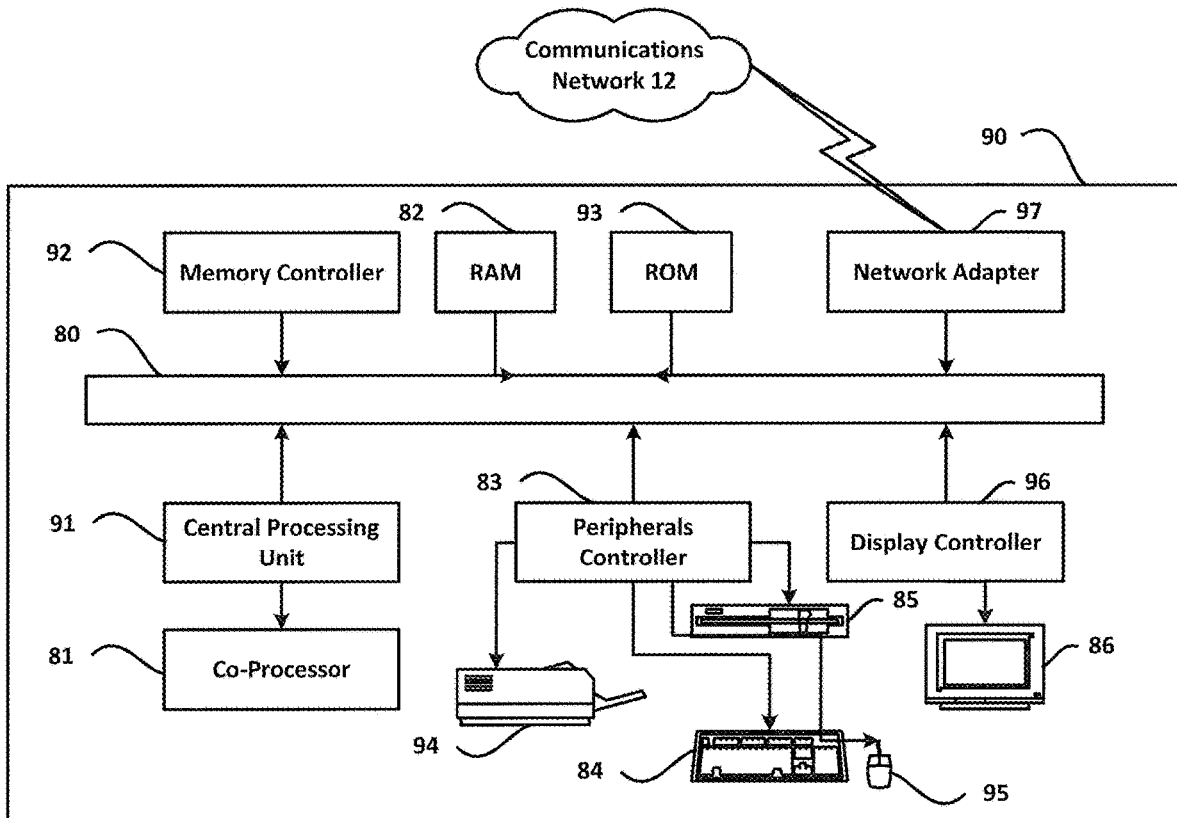 Communications
Network 12
90
82
93
97
92
Memory Controller
RAM
ROM
Network Adapter
80
83
96
91
Central Processing
Unit
Peripherals
Controller
Display Controller
85
81
Co-Processor
86
94
84
95